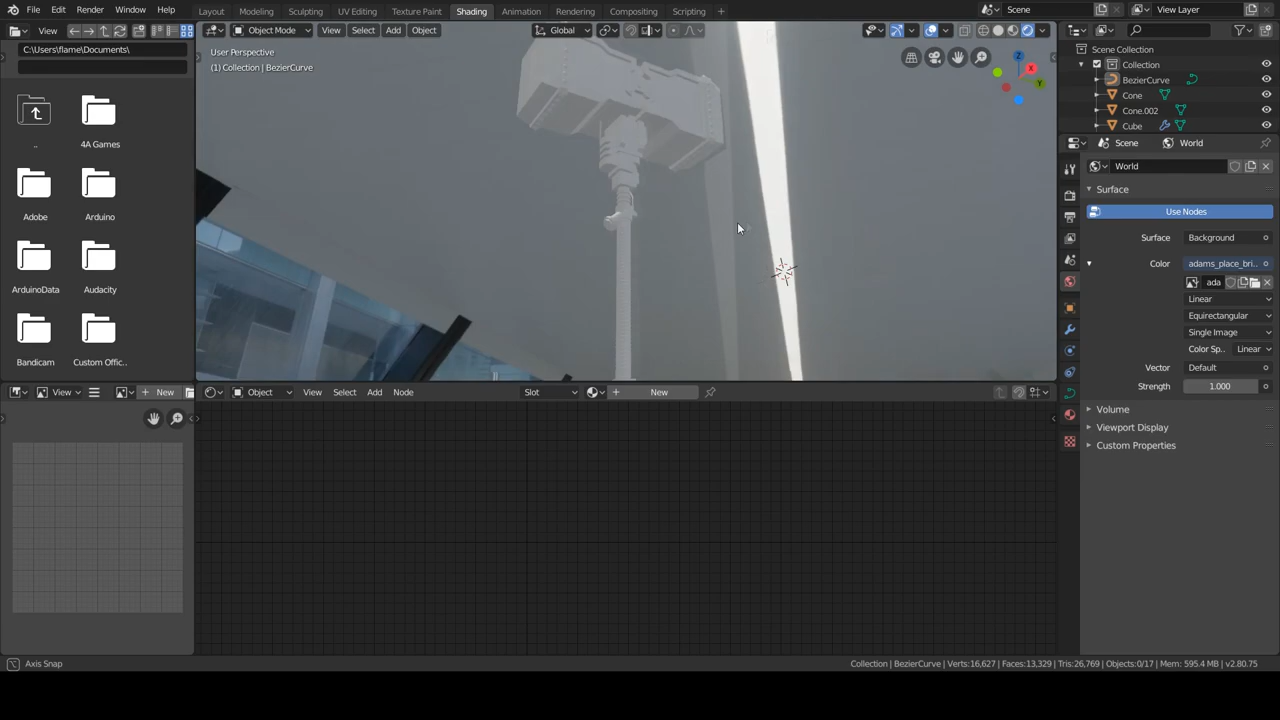 File Edit Render Window Help Layout Modeling Sculpting UV Editing Texture Paint Shading Animation Rendering Compositing Scripting + Scene View Layer
View Object Mode View Select Add Object Global
C:\Users\flame\Documents\
User Perspective
(1) Collection | BezierCurve
Z
X
Y
Scene Collection
Collection
BezierCurve
Cone
Cone.002
Cube
..
4A Games
Adobe
Arduino
ArduinoData
Audacity
Bandicam
Custom Offic..
Scene World
World
Surface
Use Nodes
Surface Background
Color adams_place_bri..
ada
Linear
Equirectangular
Single Image
Color Sp.. Linear
Vector Default
Strength 1.000
Volume
Viewport Display
Custom Properties
View New Object View Select Add Node Slot New
Axis Snap
Collection | BezierCurve | Verts:16,627 | Faces:13,329 | Tris:26,769 | Objects:0/17 | Mem: 595.4 MB | v2.80.75